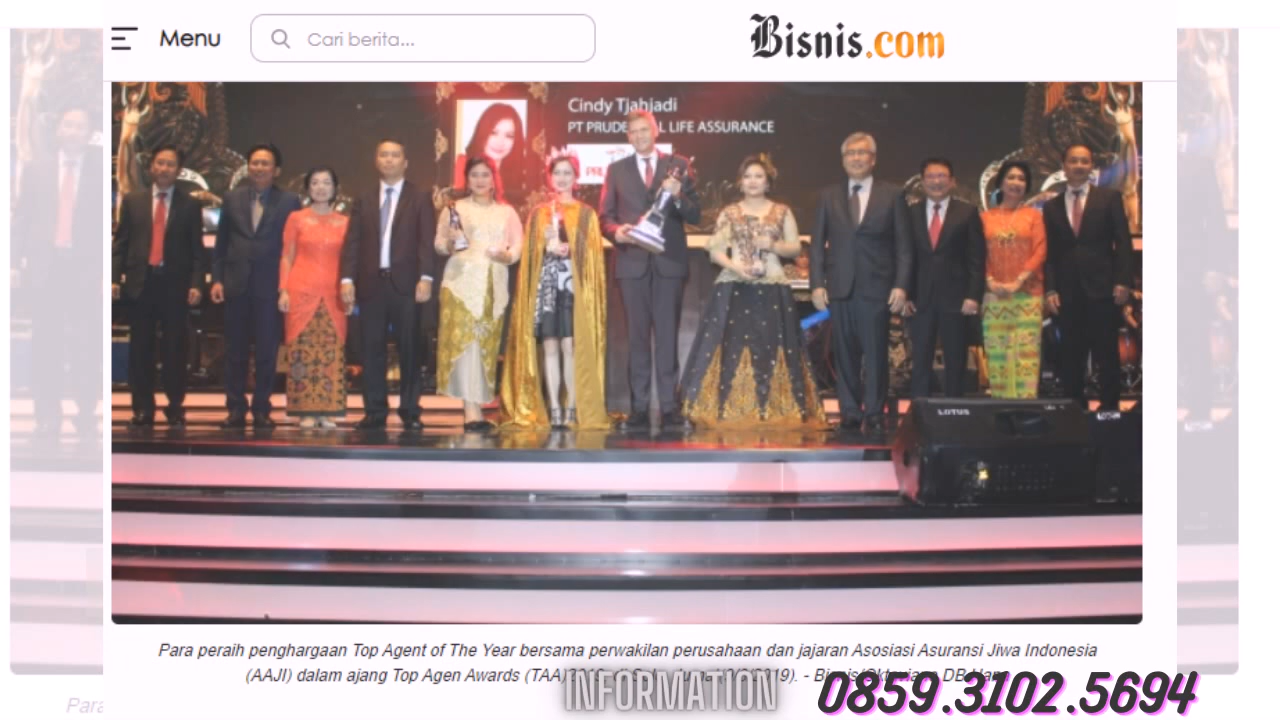 Menu
Cari berita...
Bisnis.com
Cindy Tjahjadi
LIFE ASSURANCE
LOTUS
Para peraih penghargaan Top Agent of The Year bersama perwakilan perusahaan dan jajaran Asosiasi Asuransi Jiwa Indonesia
(AAJI) dalam ajang Top Agen Awards (TAA)
INFORMATION
0859.3102.5694
Para